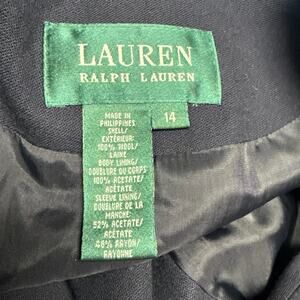 LAUREN
RALPH LAUREN
14
MADE IN
PHILIPPINES
SHELL/
EXTÉRIEUR:
100% WOOL/
LAINE
BODY LINING/
DOUBLURE DU CORPS:
100% ACETATE/
ACÉTATE
SLEEVE LINING/
DOUBLURE DE LA
MANCHE:
52% ACETATE/
ACÉTATE
48% RAYON/
RAYONNE